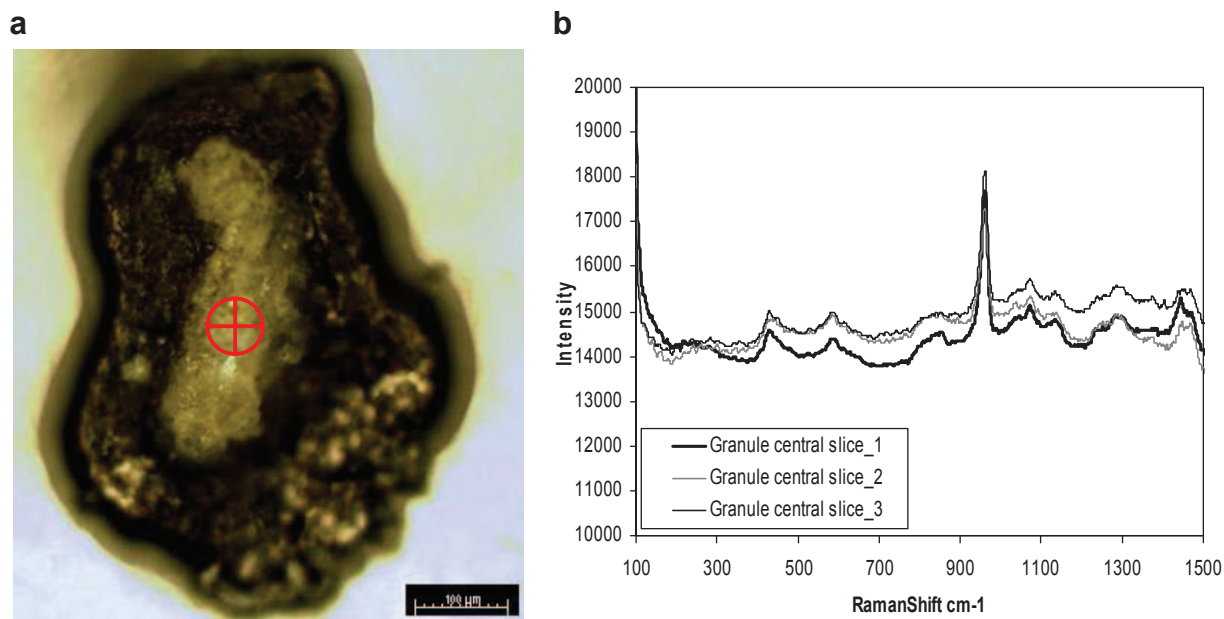 a
b
100 µm
20000
19000
18000
17000
16000
15000
14000
13000
12000
11000
10000
Intensity
Granule central slice_1
Granule central slice_2
Granule central slice_3
100 300 500 700 900 1100 1300 1500
RamanShift cm-1